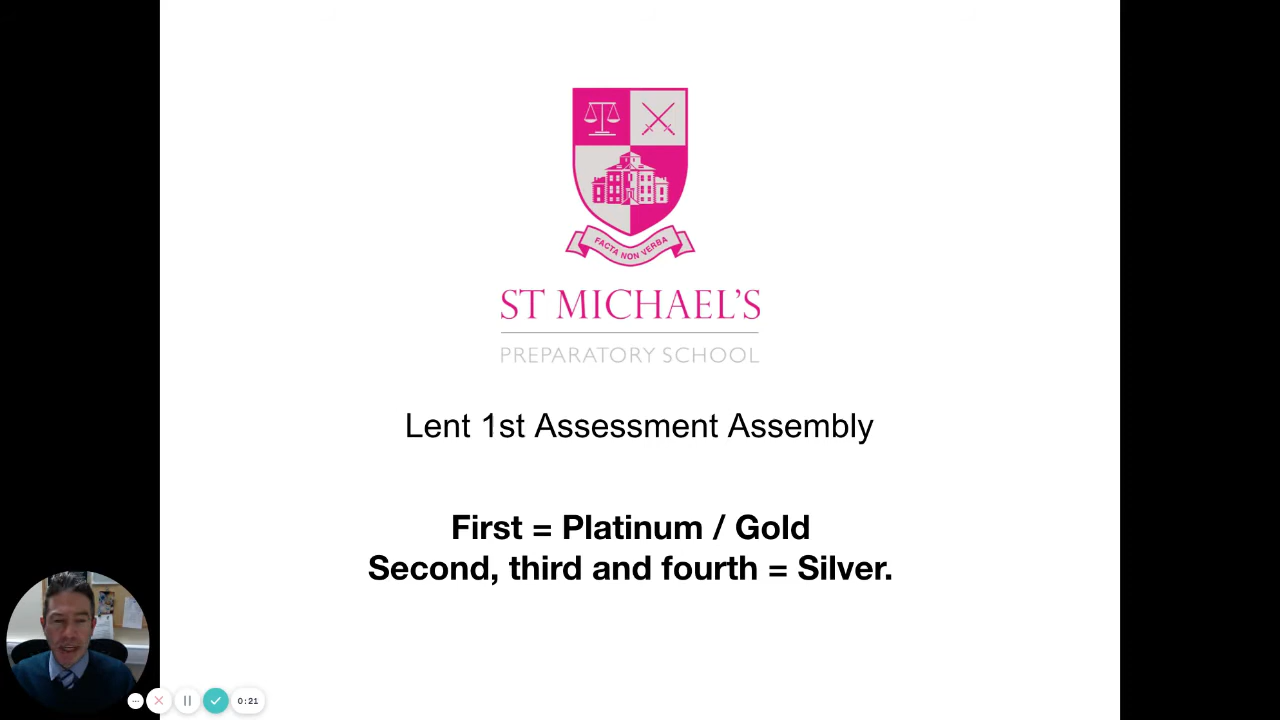 FACTA NON VERBA
ST MICHAEL'S
PREPARATORY SCHOOL
Lent 1st Assessment Assembly
First = Platinum / Gold
Second, third and fourth = Silver.
0:21